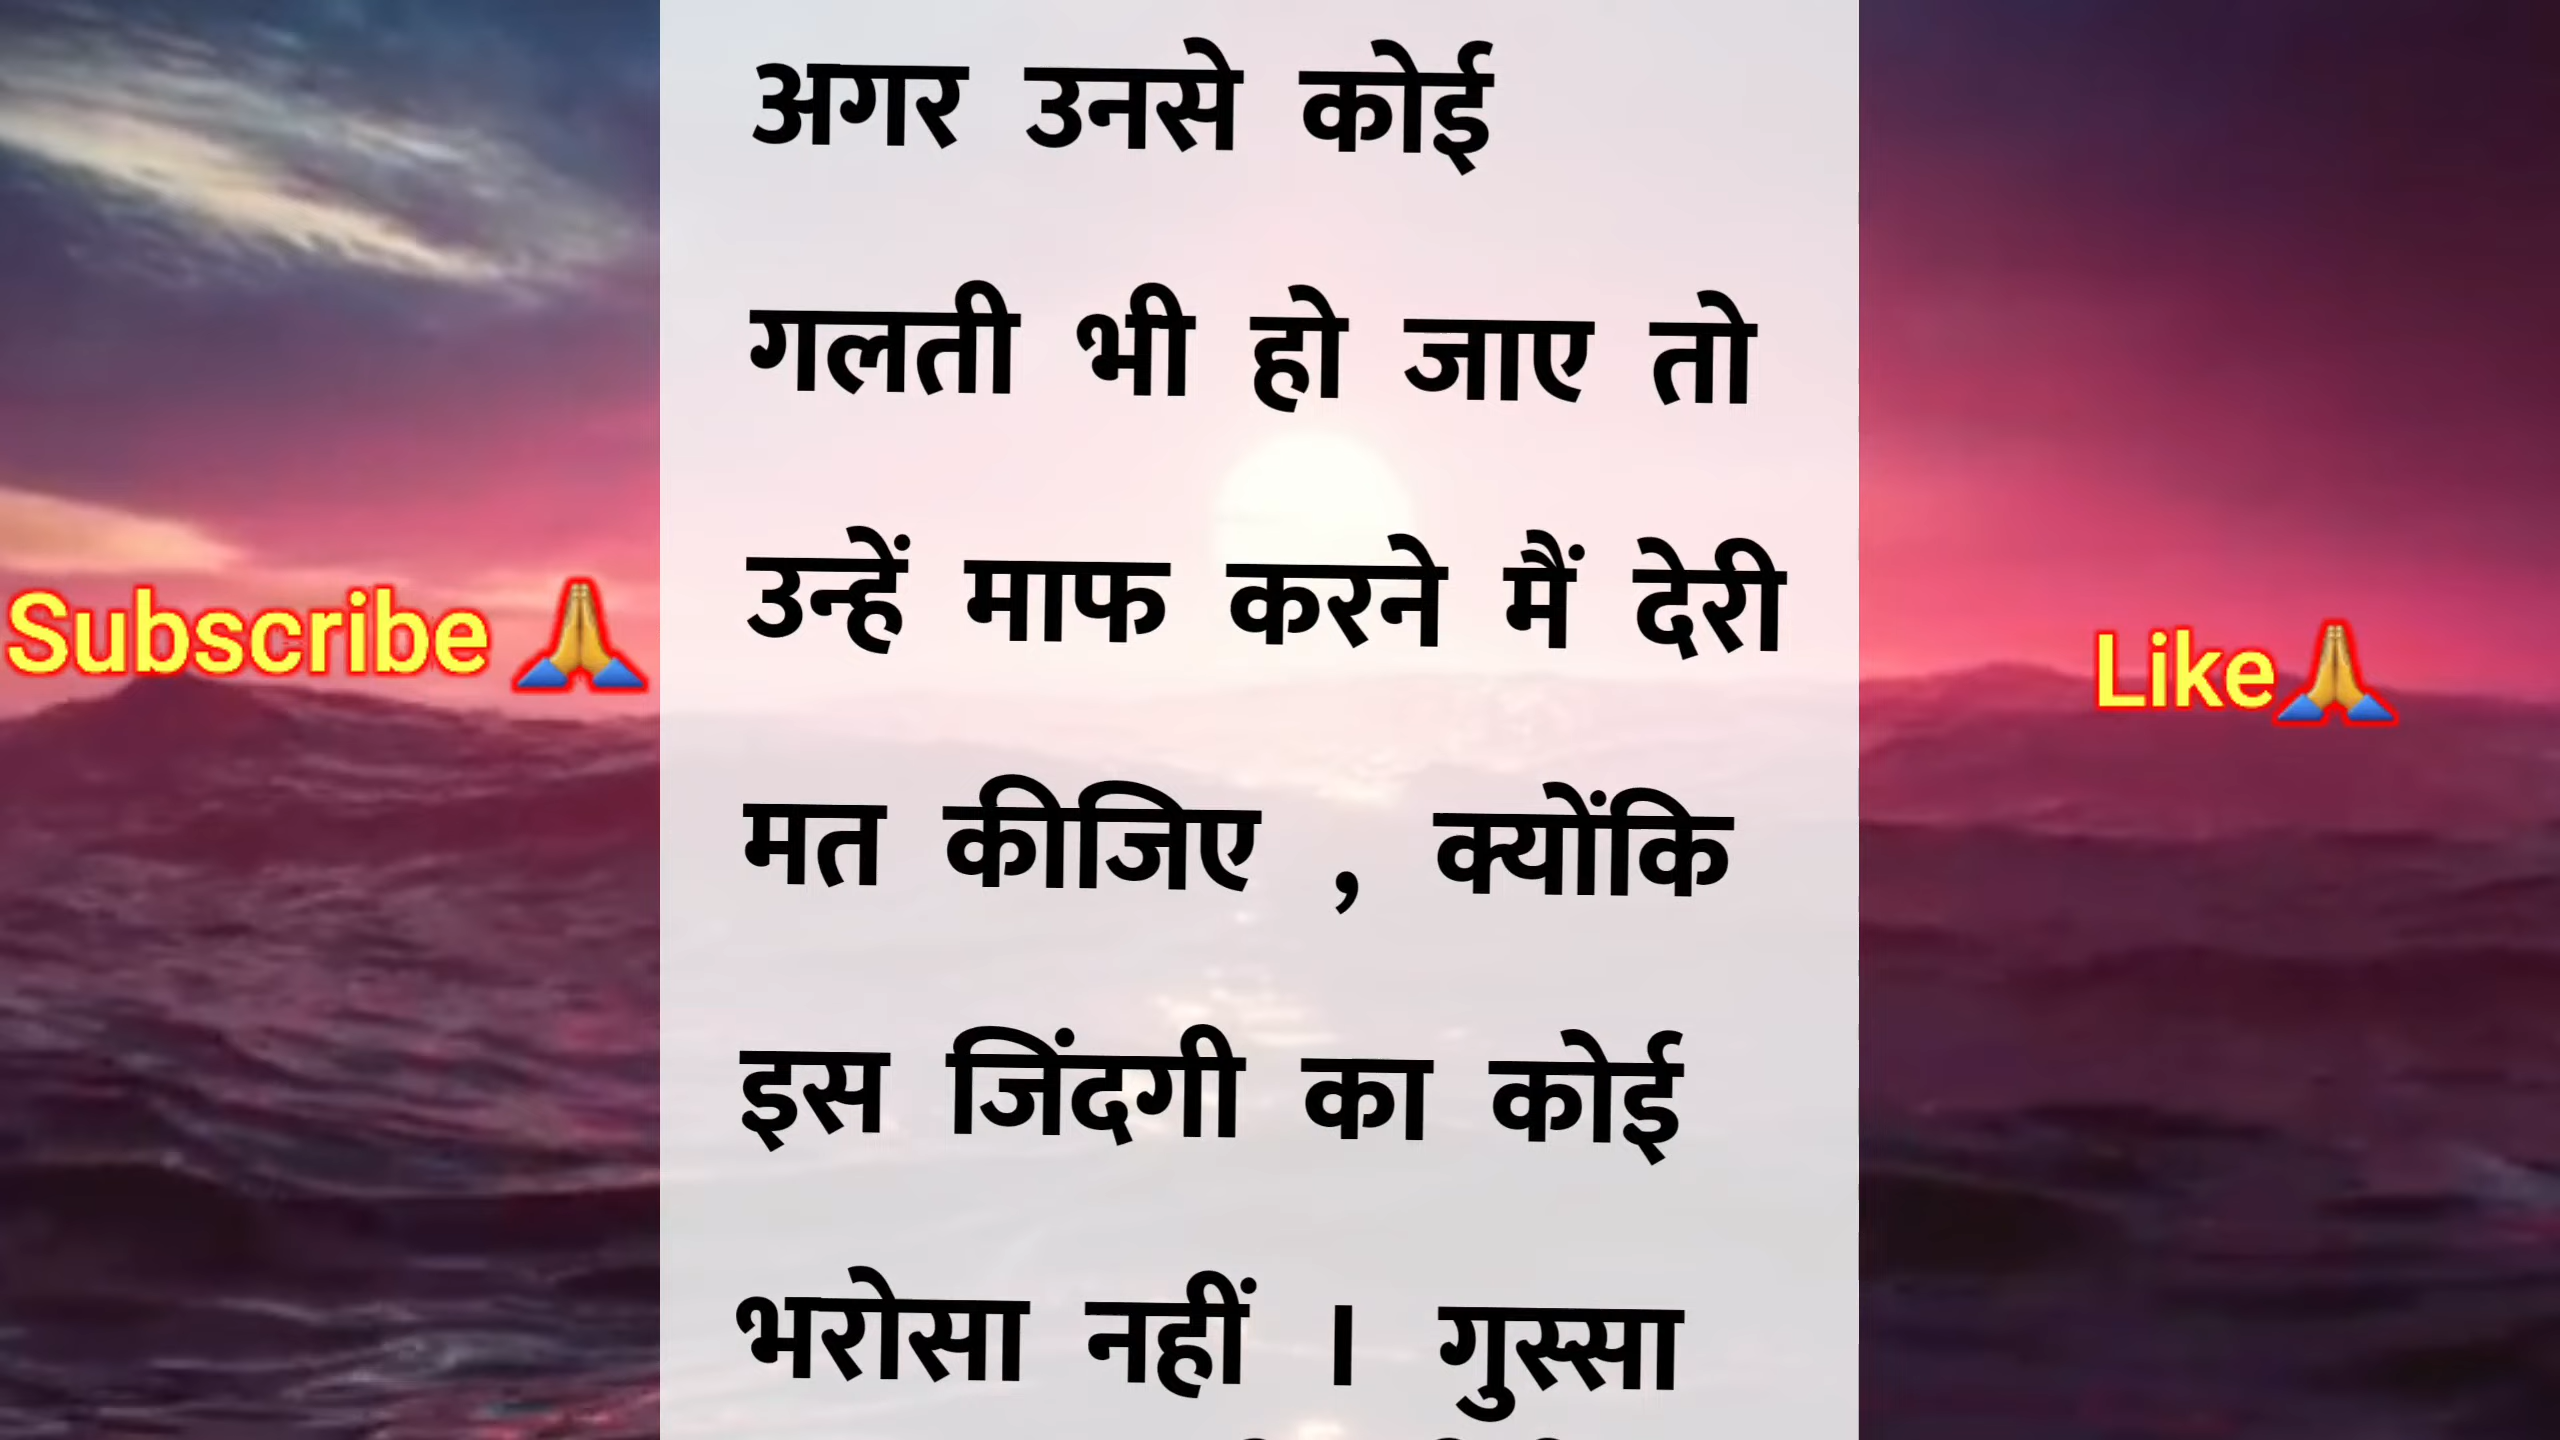 अगर उनसे कोई
गलती भी हो जाए तो
उन्हें माफ करने मैं देरी
मत कीजिए , क्योंकि
इस जिंदगी का कोई
भरोसा नहीं । गुस्सा
Subscribe 🙏
Like🙏